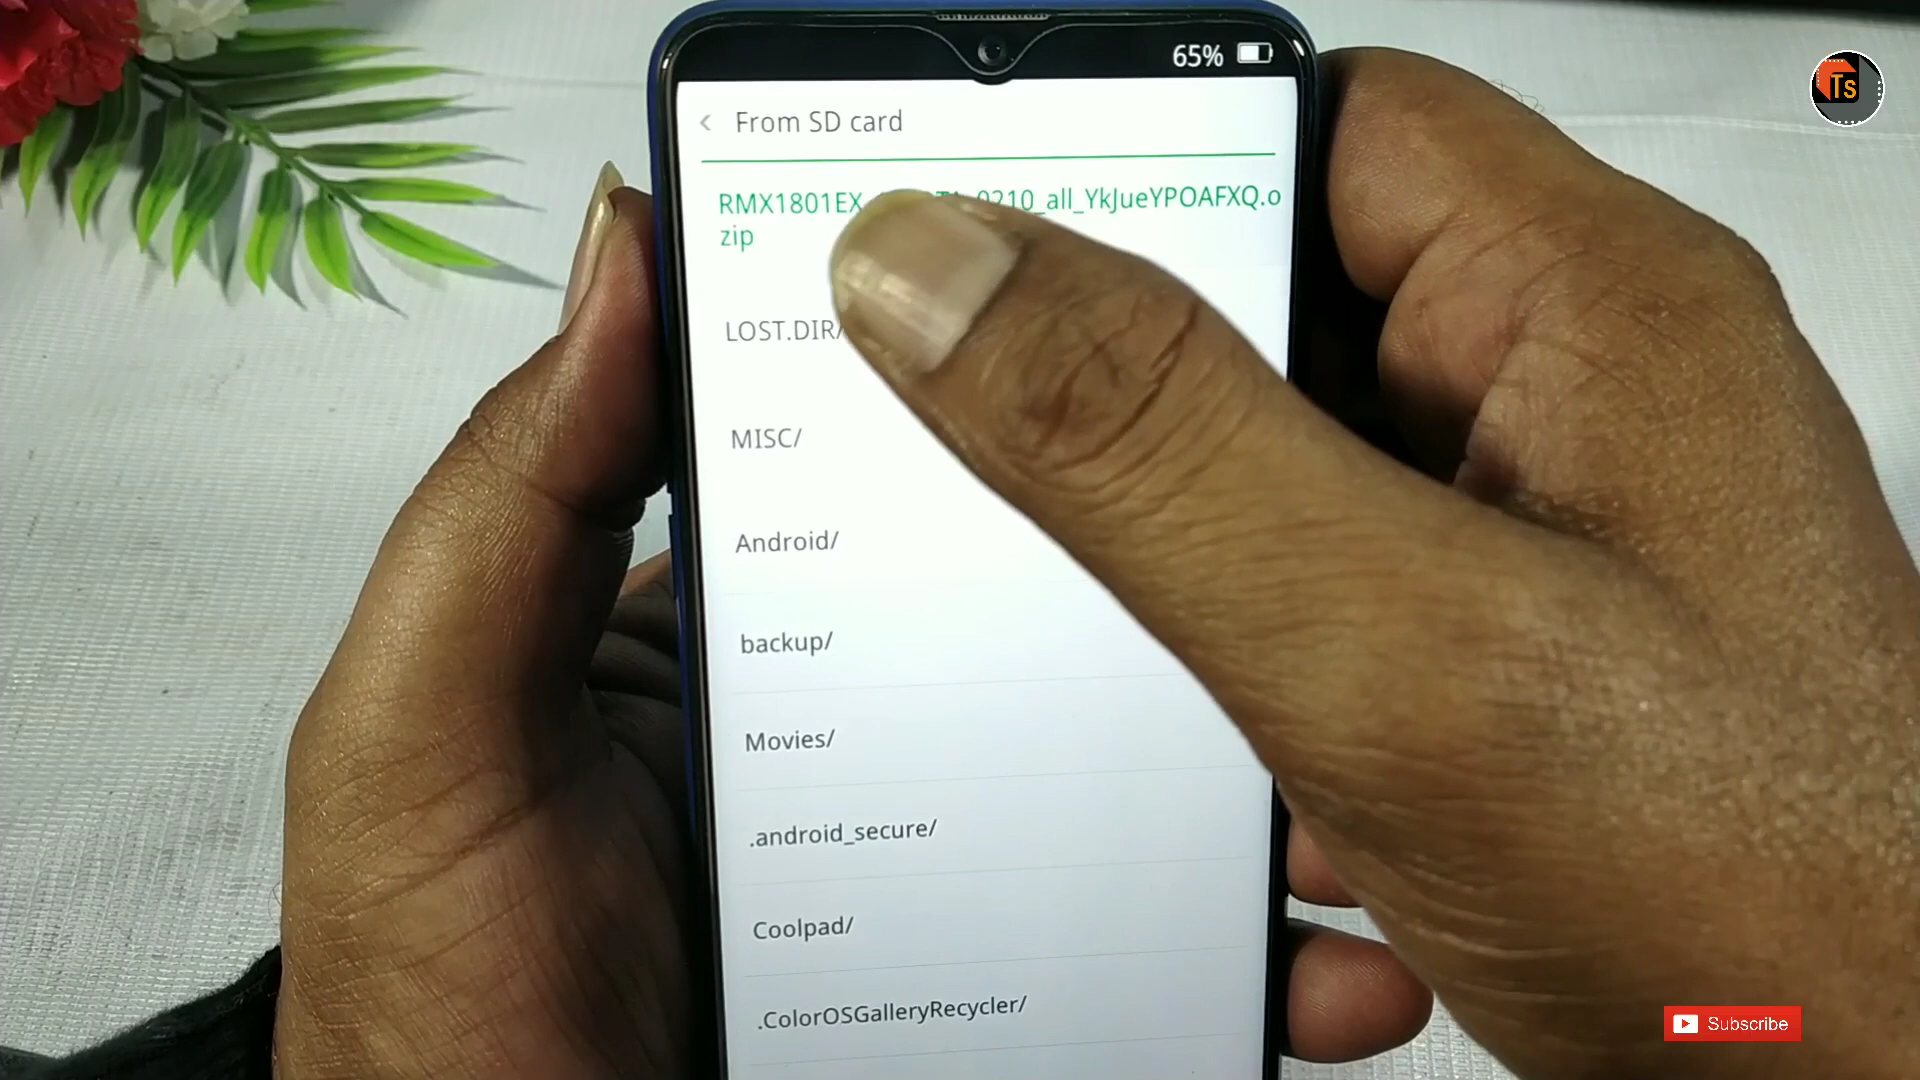 65%
Ts
From SD card
RMX1801EX 0210_all_YkJueYPOAFXQ.o
zip
LOST.DIR/
MISC/
Android/
backup/
Movies/
.android_secure/
Coolpad/
.ColorOSGalleryRecycler/
Subscribe